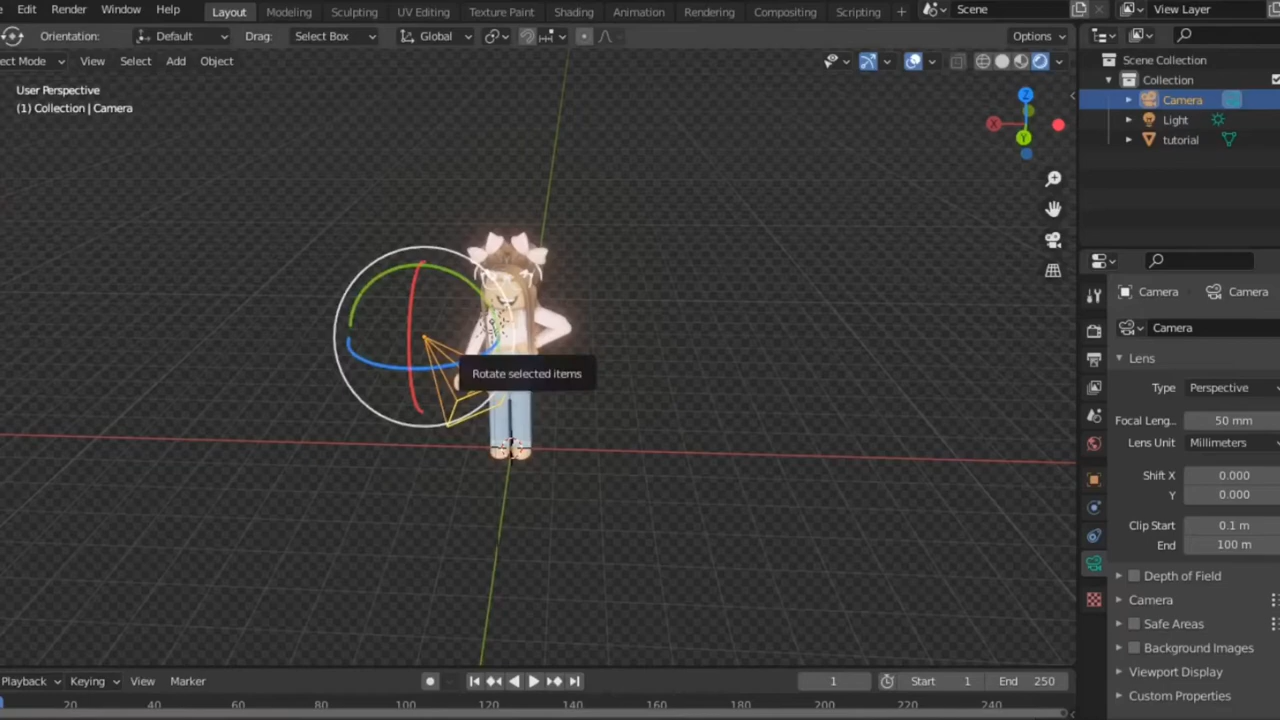 Edit Render Window Help Layout Modeling Sculpting UV Editing Texture Paint Shading Animation Rendering Compositing Scripting + Scene View Layer
Orientation: Default Drag: Select Box Global Options
ect Mode View Select Add Object
User Perspective
(1) Collection | Camera
Z
X
Y
Rotate selected items
Scene Collection
Collection
Camera
Light
tutorial
Camera Camera
Camera
Lens
Type Perspective
Focal Leng... 50 mm
Lens Unit Millimeters
Shift X 0.000
Y 0.000
Clip Start 0.1 m
End 100 m
Depth of Field
Camera
Safe Areas
Background Images
Viewport Display
Custom Properties
Playback Keying View Marker 1 Start 1 End 250
20 40 60 80 100 120 140 160 180 200 220 240